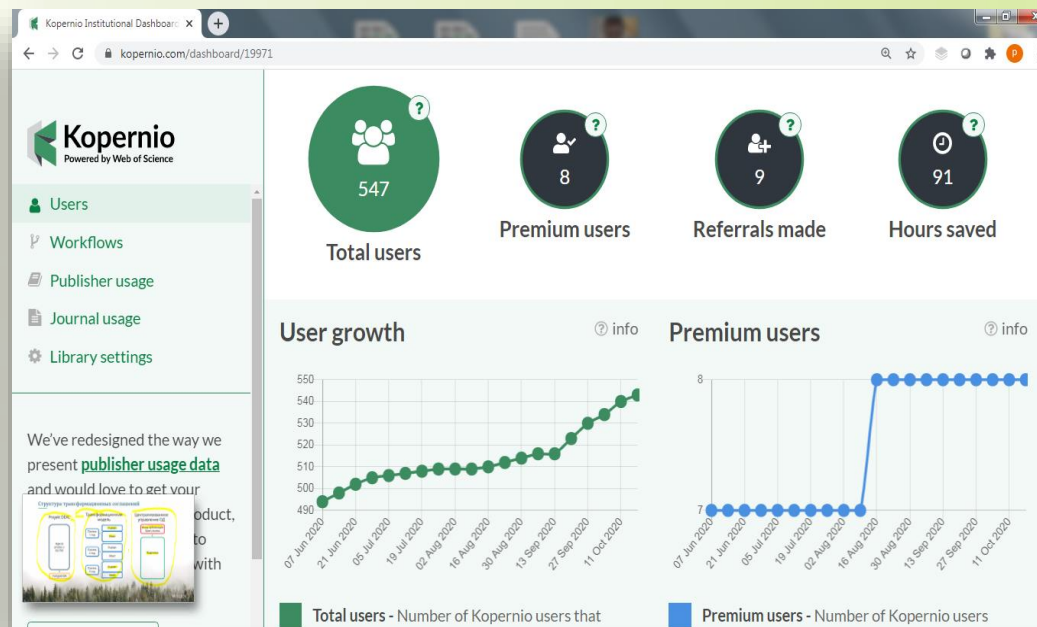 Kopernio Institutional Dashboard
kopernio.com/dashboard/19971
P
Kopernio
Powered by Web of Science
Users
Workflows
Publisher usage
Journal usage
Library settings
We've redesigned the way we
present publisher usage data
and would love to get your
oduct,
to
with
Структура трансформационных соглашений
?
547
Total users
?
8
Premium users
?
9
Referrals made
?
91
Hours saved
User growth
? info
550
540
530
520
510
500
490
07 Jun 2020
21 Jun 2020
05 Jul 2020
19 Jul 2020
02 Aug 2020
16 Aug 2020
30 Aug 2020
13 Sep 2020
27 Sep 2020
11 Oct 2020
Total users - Number of Kopernio users that
Premium users
? info
8
7
07 Jun 2020
21 Jun 2020
05 Jul 2020
19 Jul 2020
02 Aug 2020
16 Aug 2020
30 Aug 2020
13 Sep 2020
27 Sep 2020
11 Oct 2020
Premium users - Number of Kopernio users